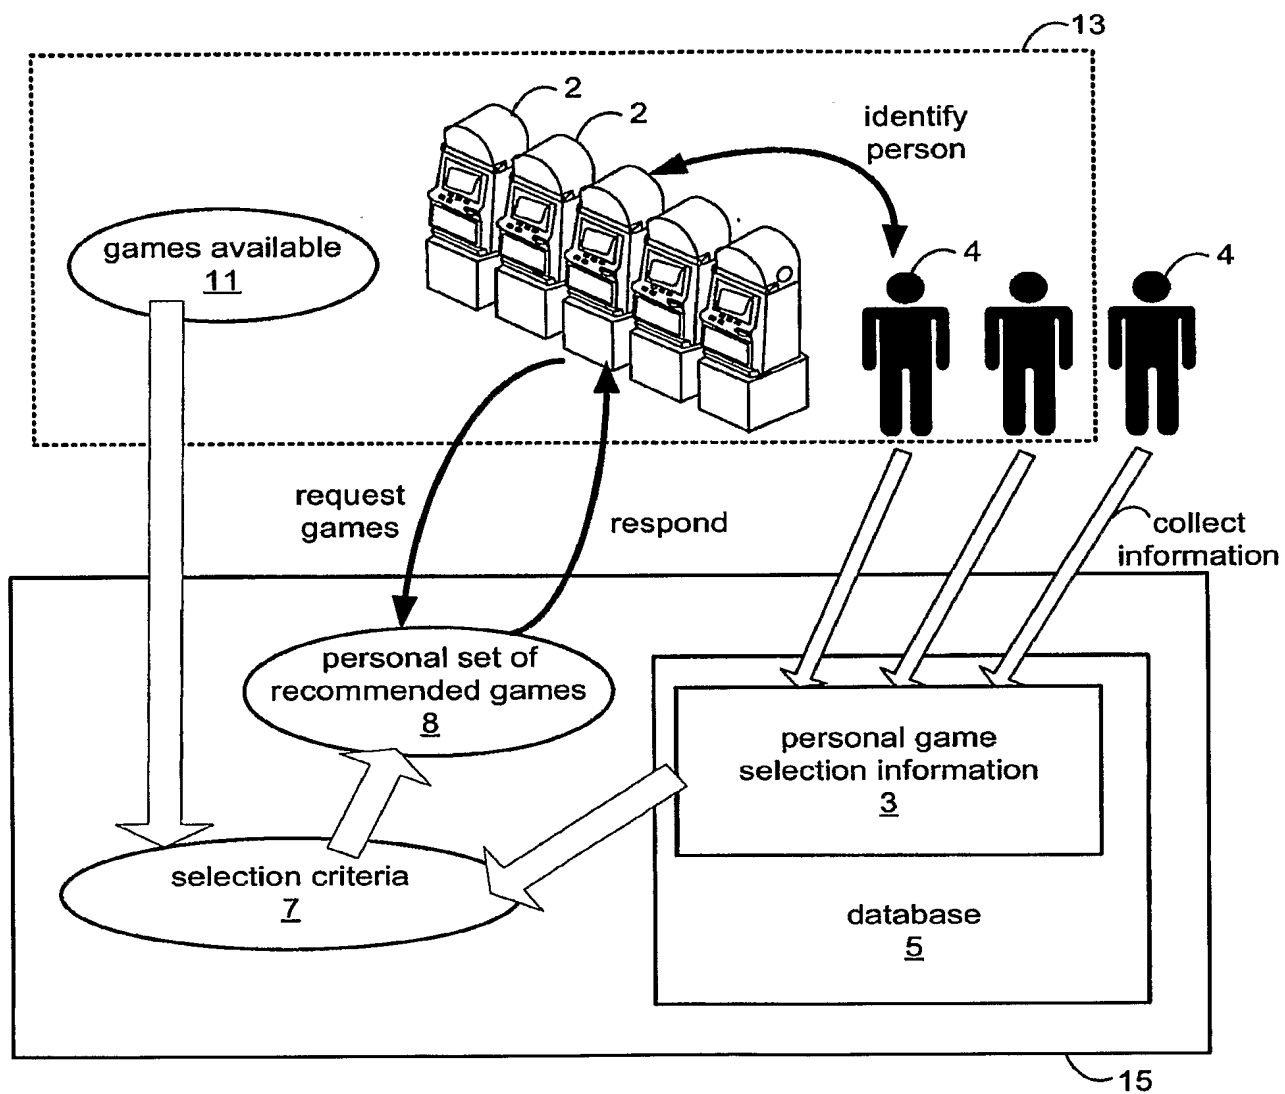 13
2
2
identify
person
games available
11
4
4
request
games
respond
collect
information
personal set of
recommended games
8
personal game
selection information
3
selection criteria
7
database
5
15